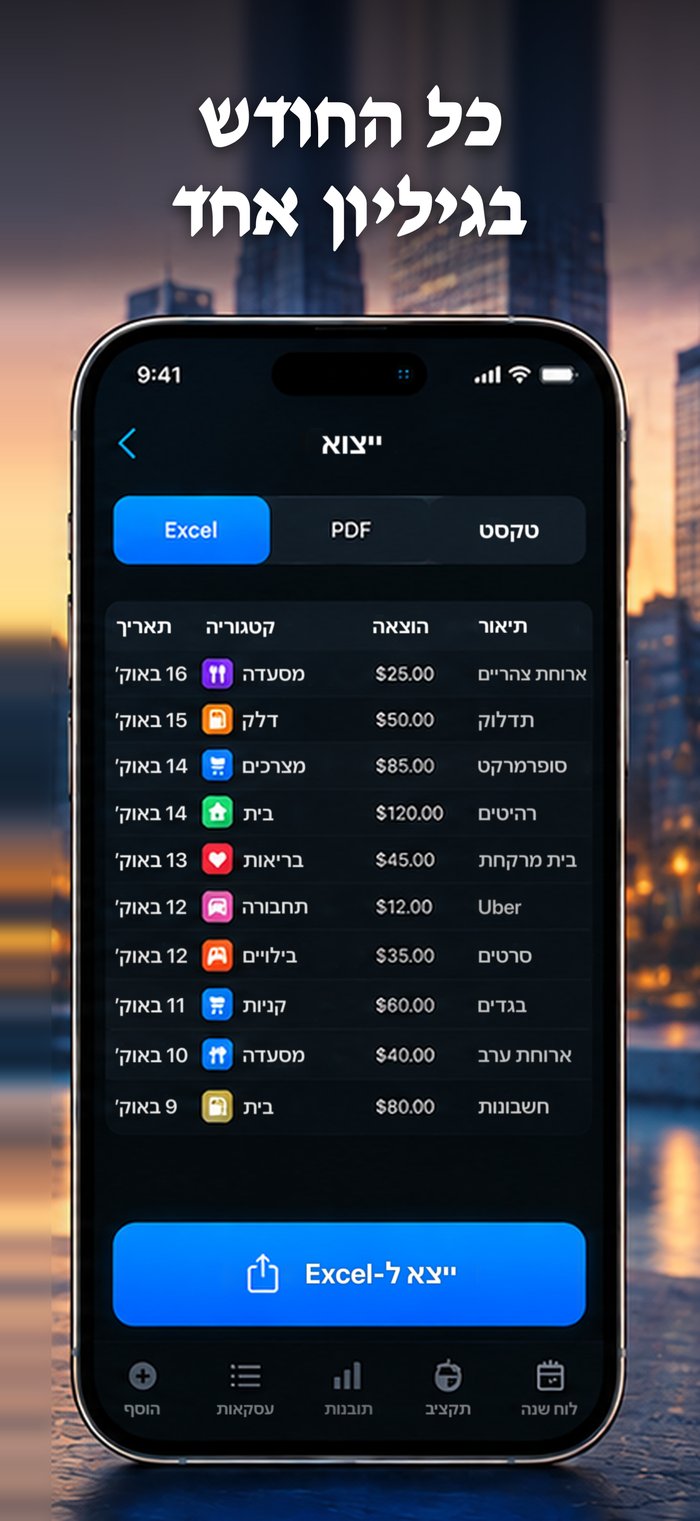 כל החודש
בגיליון אחד
9:41
ייצוא
טקסט PDF Excel
תיאור הוצאה קטגוריה תאריך
ארוחת צהריים $25.00 מסעדה 16 באוק׳
תדלוק $50.00 דלק 15 באוק׳
סופרמרקט $85.00 מצרכים 14 באוק׳
רהיטים $120.00 בית 14 באוק׳
בית מרקחת $45.00 בריאות 13 באוק׳
Uber $12.00 תחבורה 12 באוק׳
סרטים $35.00 בילויים 12 באוק׳
בגדים $60.00 קניות 11 באוק׳
ארוחת ערב $40.00 מסעדה 10 באוק׳
חשבונות $80.00 בית 9 באוק׳
ייצא ל-Excel
לוח שנה תקציב תובנות עסקאות הוסף